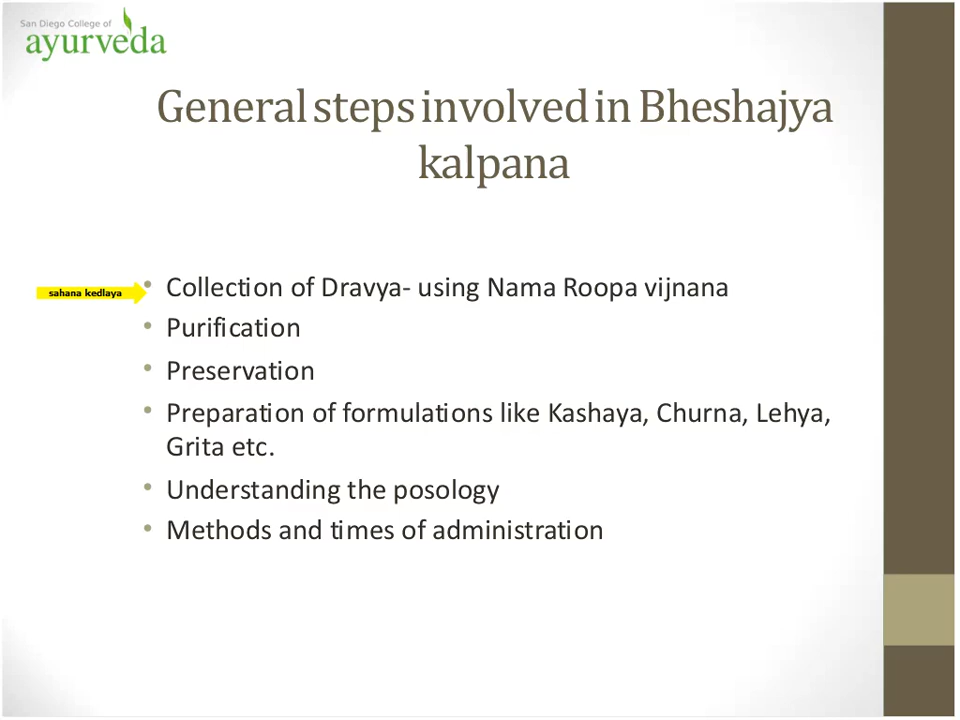 San Diego College of
ayurveda
General steps involved in Bheshajya
kalpana
sahana kedlaya
• Collection of Dravya- using Nama Roopa vijnana
• Purification
• Preservation
• Preparation of formulations like Kashaya, Churna, Lehya,
Grita etc.
• Understanding the posology
• Methods and times of administration